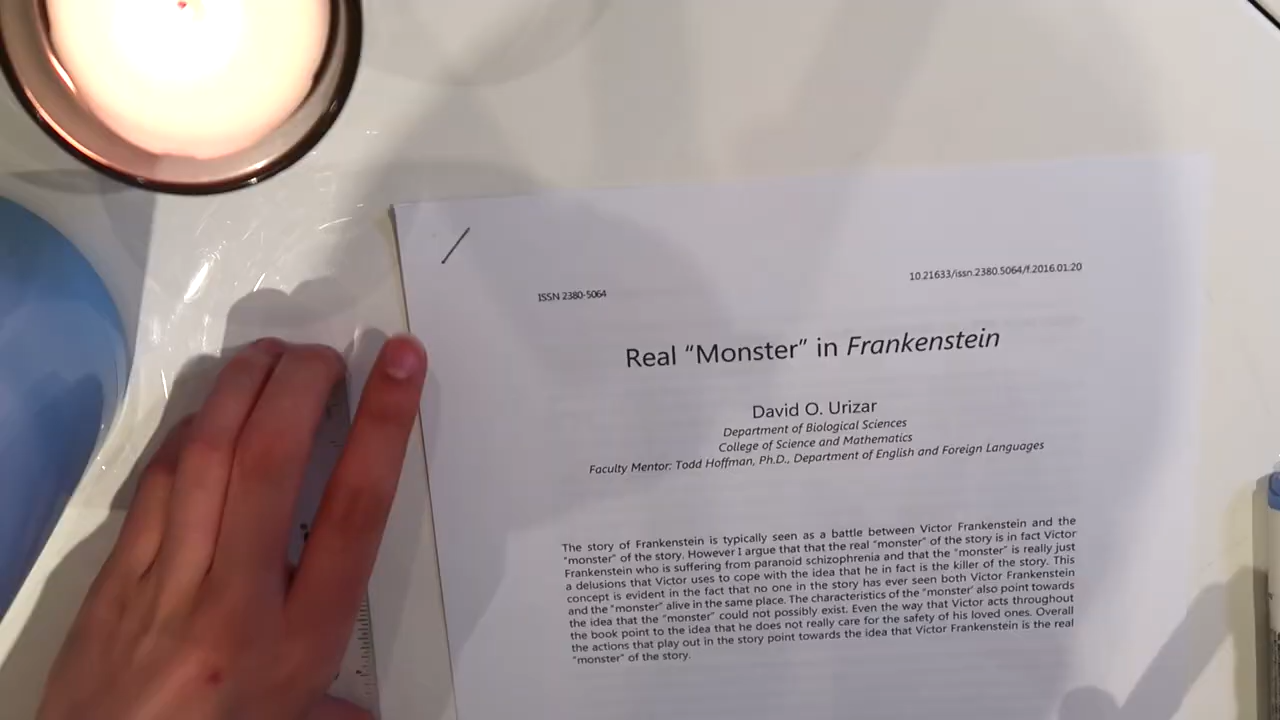 ISSN 2380-5064
10.21633/issn.2380.5064/f.2016.01.20
Real “Monster” in Frankenstein
David O. Urizar
Department of Biological Sciences
College of Science and Mathematics
Faculty Mentor: Todd Hoffman, Ph.D., Department of English and Foreign Languages
The story of Frankenstein is typically seen as a battle between Victor Frankenstein and the
“monster” of the story. However I argue that that the real “monster” of the story is in fact Victor
Frankenstein who is suffering from paranoid schizophrenia and that the “monster” is really just
a delusions that Victor uses to cope with the idea that he in fact is the killer of the story. This
concept is evident in the fact that no one in the story has ever seen both Victor Frankenstein
and the “monster” alive in the same place. The characteristics of the “monster” also point towards
the idea that the “monster” could not possibly exist. Even the way that Victor acts throughout
the book point to the idea that he does not really care for the safety of his loved ones. Overall
the actions that play out in the story point towards the idea that Victor Frankenstein is the real
“monster” of the story.